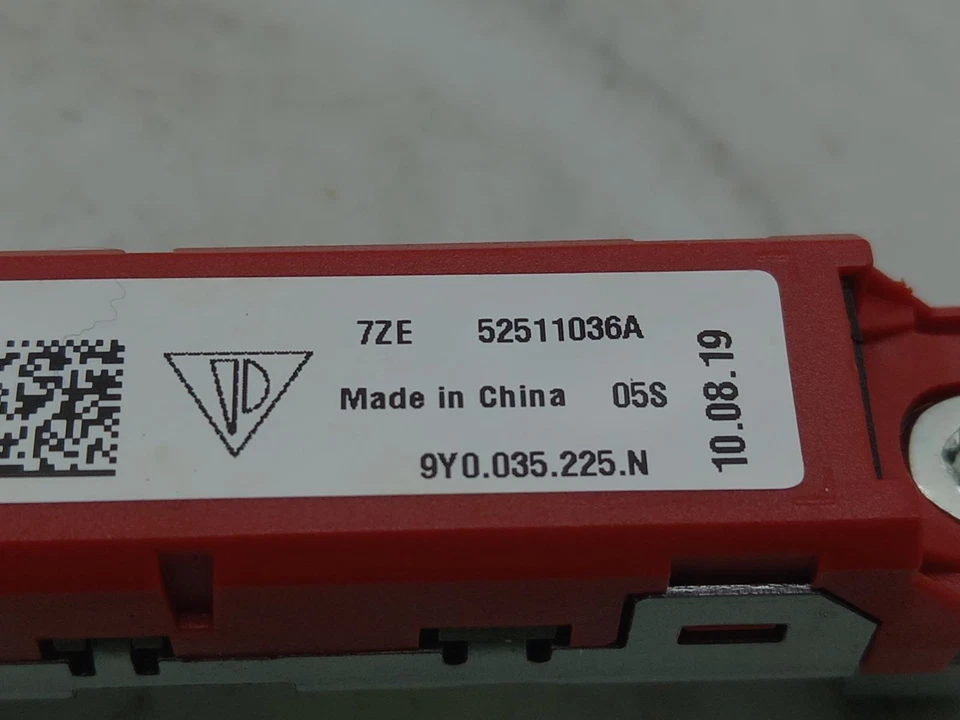 7ZE 52511036A
Made in China 05S
9Y0.035.225.N
10.08.19